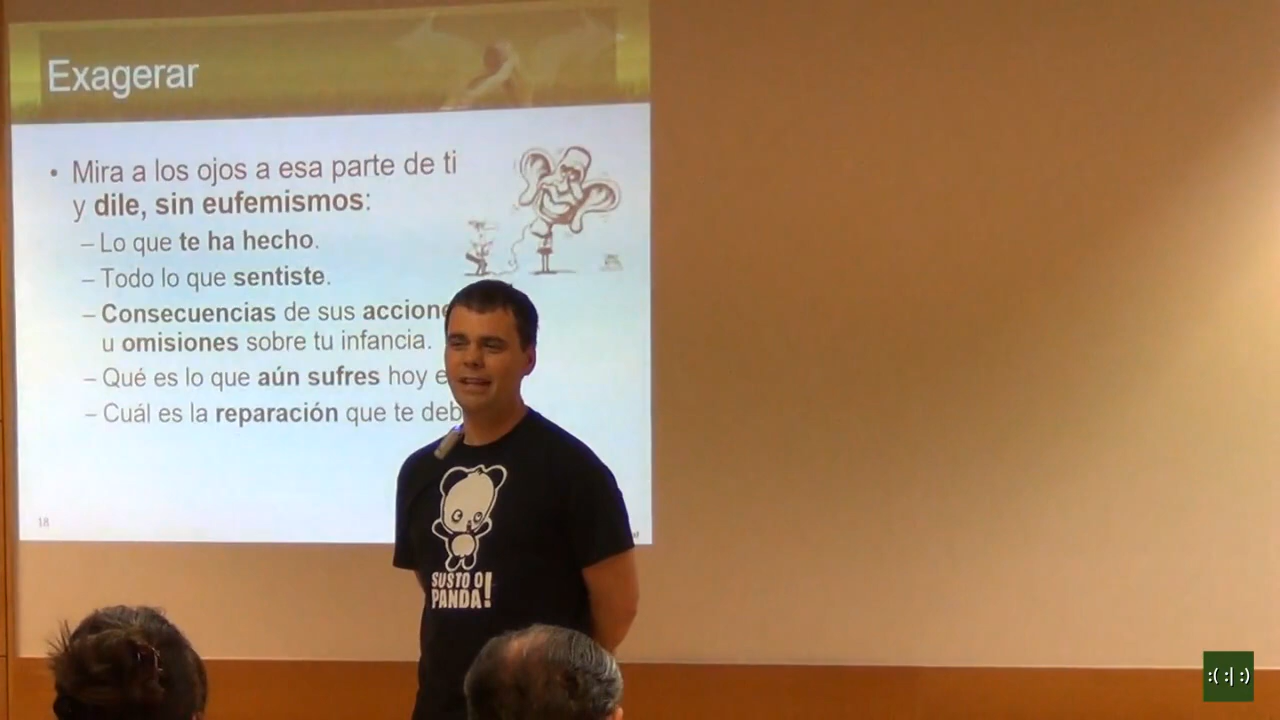 Exagerar
• Mira a los ojos a esa parte de ti
y dile, sin eufemismos:
– Lo que te ha hecho.
– Todo lo que sentiste.
– Consecuencias de sus accion
u omisiones sobre tu infancia.
– Qué es lo que aún sufres hoy e
– Cuál es la reparación que te deb
18
SUSTO O
PANDA!
:( :| :)